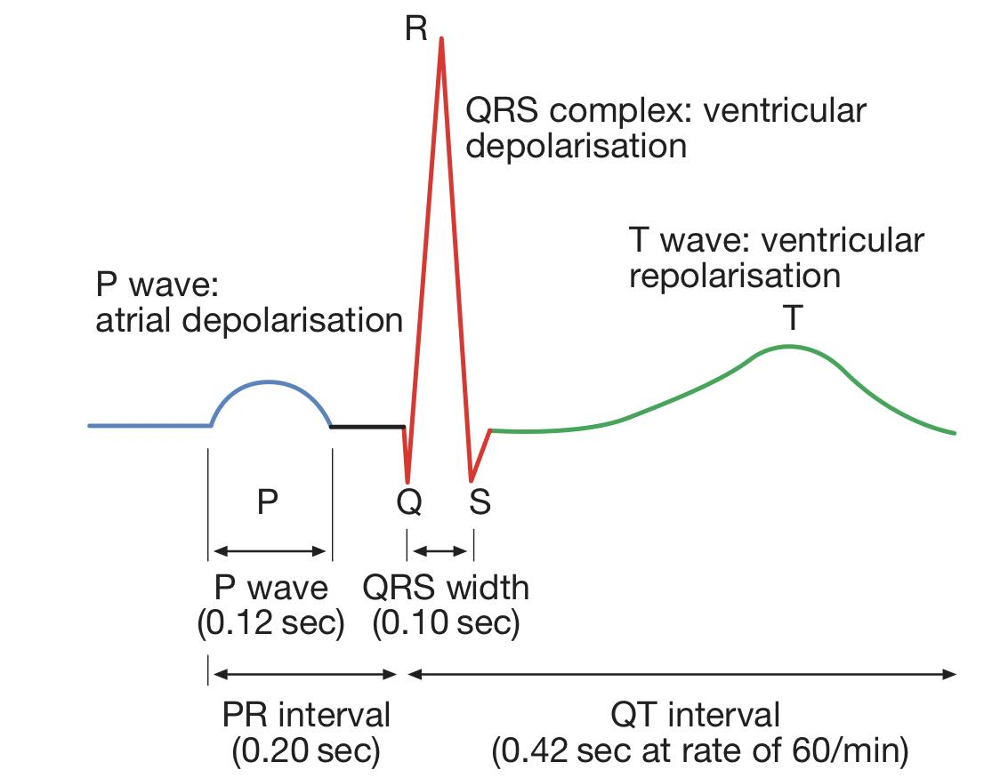 R
QRS complex: ventricular
depolarisation
T wave: ventricular
repolarisation
T
P wave:
atrial depolarisation
P
Q
S
P wave
(0.12 sec)
QRS width
(0.10 sec)
PR interval
(0.20 sec)
QT interval
(0.42 sec at rate of 60/min)